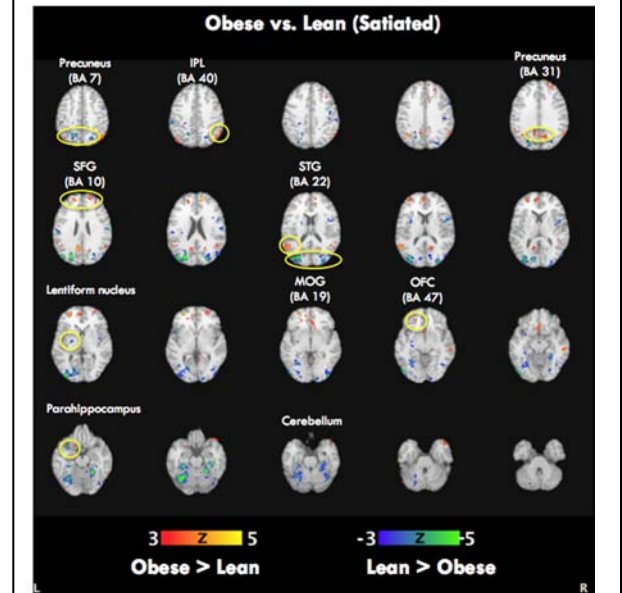 Obese vs. Lean (Satiated)
Precuneus
(BA 7)
IPL
(BA 40)
Precuneus
(BA 31)
SFG
(BA 10)
STG
(BA 22)
Lentiform nucleus
MOG
(BA 19)
OFC
(BA 47)
Parahippocampus
Cerebellum
3 Z 5
-3 Z -5
Obese > Lean
Lean > Obese
L
R